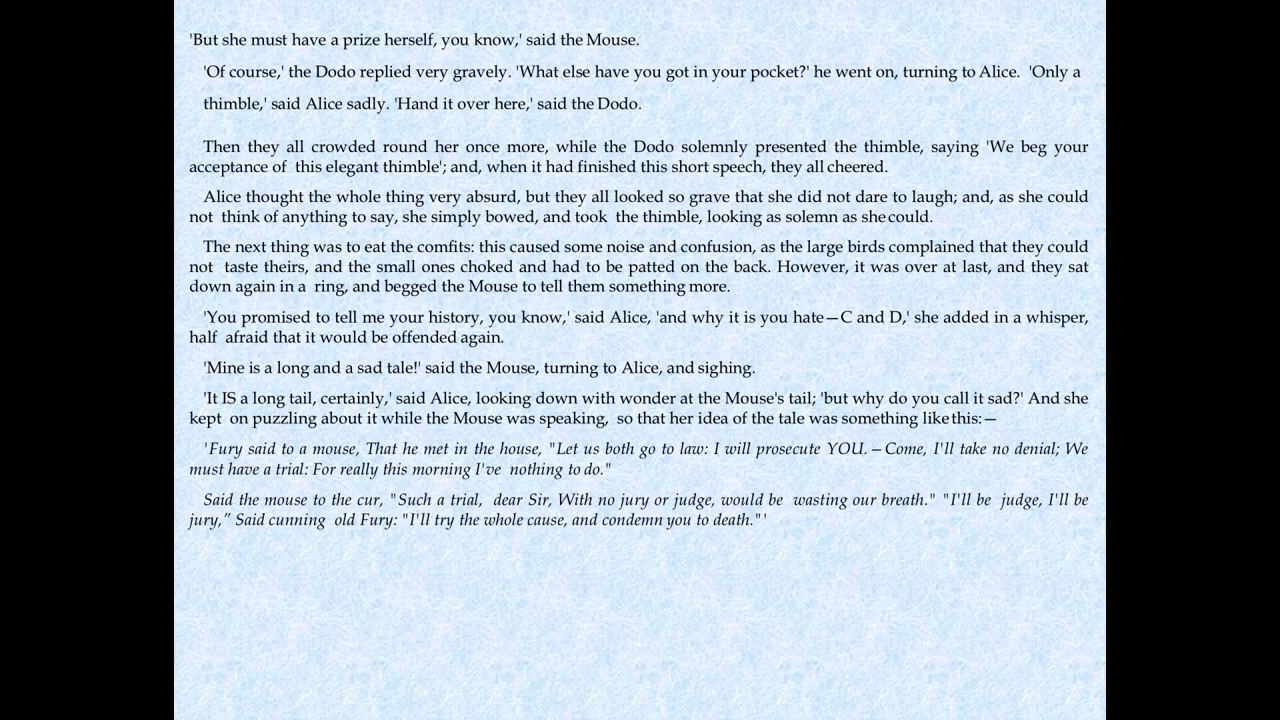 'But she must have a prize herself, you know,' said the Mouse.
'Of course,' the Dodo replied very gravely. 'What else have you got in your pocket?' he went on, turning to Alice. 'Only a
thimble,' said Alice sadly. 'Hand it over here,' said the Dodo.
Then they all crowded round her once more, while the Dodo solemnly presented the thimble, saying 'We beg your
acceptance of this elegant thimble'; and, when it had finished this short speech, they all cheered.
Alice thought the whole thing very absurd, but they all looked so grave that she did not dare to laugh; and, as she could
not think of anything to say, she simply bowed, and took the thimble, looking as solemn as she could.
The next thing was to eat the comfits: this caused some noise and confusion, as the large birds complained that they could
not taste theirs, and the small ones choked and had to be patted on the back. However, it was over at last, and they sat
down again in a ring, and begged the Mouse to tell them something more.
'You promised to tell me your history, you know,' said Alice, 'and why it is you hate—C and D,' she added in a whisper,
half afraid that it would be offended again.
'Mine is a long and a sad tale!' said the Mouse, turning to Alice, and sighing.
'It IS a long tail, certainly,' said Alice, looking down with wonder at the Mouse's tail; 'but why do you call it sad?' And she
kept on puzzling about it while the Mouse was speaking, so that her idea of the tale was something like this:—
'Fury said to a mouse, That he met in the house, "Let us both go to law: I will prosecute YOU.—Come, I'll take no denial; We
must have a trial: For really this morning I've nothing to do."
Said the mouse to the cur, "Such a trial, dear Sir, With no jury or judge, would be wasting our breath." "I'll be judge, I'll be
jury,” Said cunning old Fury: "I'll try the whole cause, and condemn you to death."'